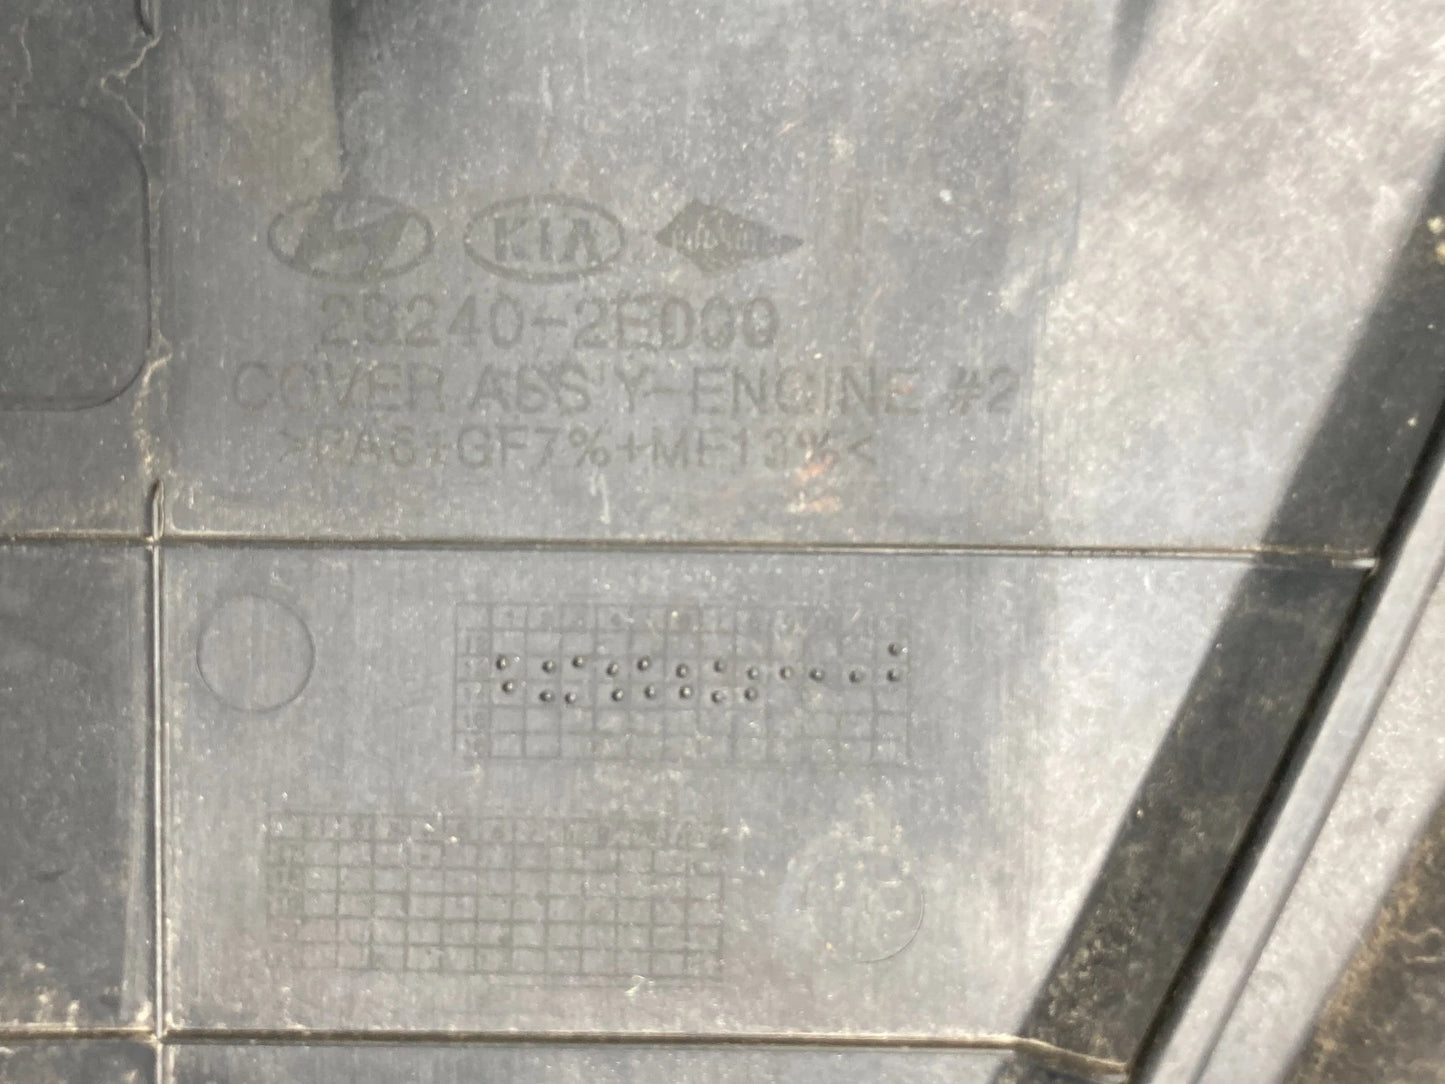 KIA
29240-2E000
COVER ASS'Y-ENGINE #2
>PA6+GF7%+MF13%<